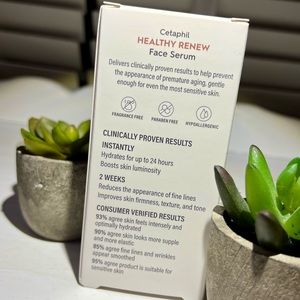 Cetaphil
HEALTHY RENEW
Face Serum
Delivers clinically proven results to help prevent
the appearance of premature aging, gentle
enough for even the most sensitive skin.
FRAGRANCE FREE
PARABEN FREE
HYPOALLERGENIC
CLINICALLY PROVEN RESULTS
INSTANTLY
Hydrates for up to 24 hours
Boosts skin luminosity
2 WEEKS
Reduces the appearance of fine lines
Improves skin firmness, texture, and tone
CONSUMER VERIFIED RESULTS
93% agree skin feels intensely and
optimally hydrated
90% agree skin looks more supple
and more elastic
85% agree fine lines and wrinkles
appear smoothed
95% agree product is suitable for
sensitive skin